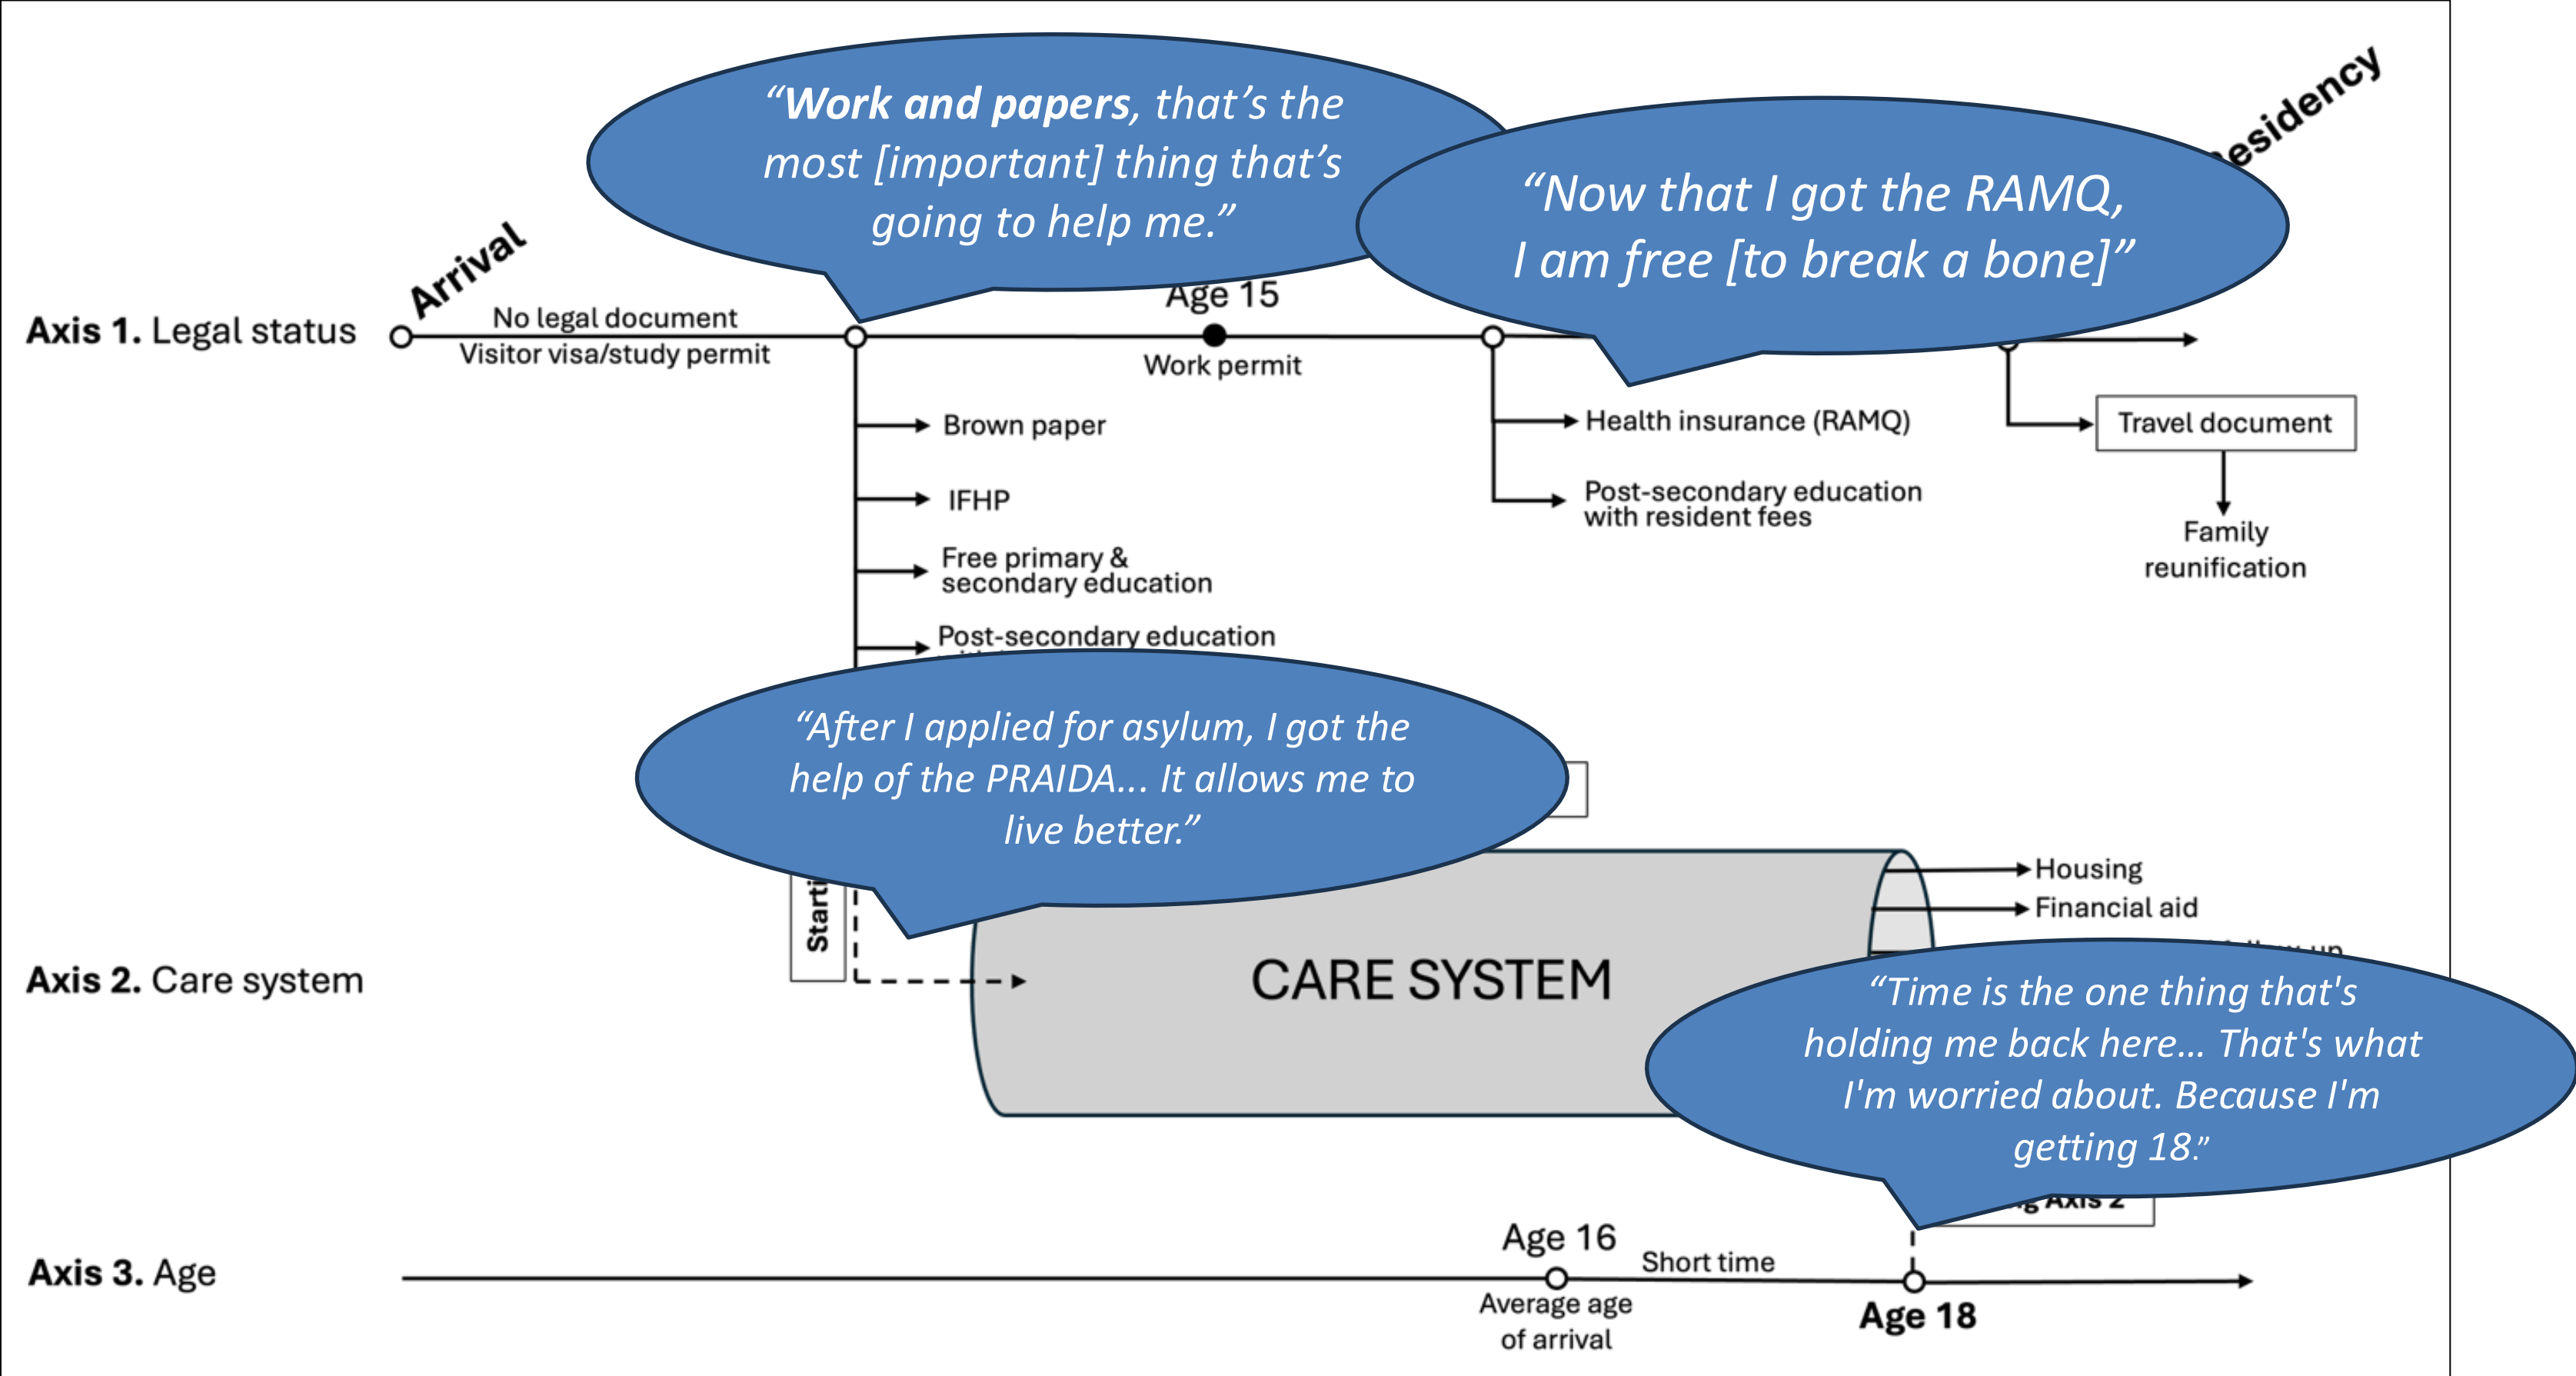 “Work and papers, that’s the
most [important] thing that’s
going to help me.”
“Now that I got the RAMQ,
I am free [to break a bone]”
Arrival
Axis 1. Legal status
No legal document
Visitor visa/study permit
Age 15
Work permit
Brown paper
IFHP
Free primary &
secondary education
Post-secondary education
Health insurance (RAMQ)
Post-secondary education
with resident fees
Travel document
Family
reunification
“After I applied for asylum, I got the
help of the PRAIDA... It allows me to
live better.”
Axis 2. Care system
CARE SYSTEM
Housing
Financial aid
“Time is the one thing that's
holding me back here... That's what
I'm worried about. Because I'm
getting 18.”
Axis 2
Axis 3. Age
Age 16
Average age
of arrival
Short time
Age 18